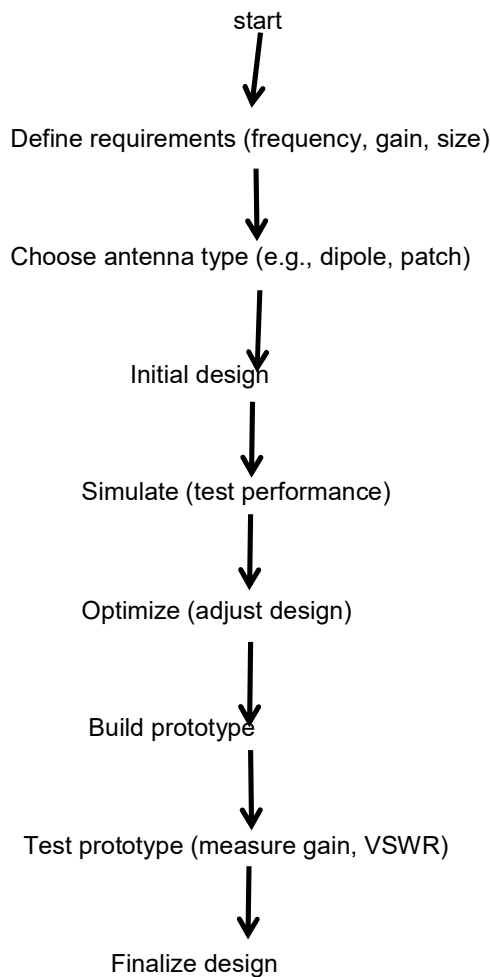 start
Define requirements (frequency, gain, size)
Choose antenna type (e.g., dipole, patch)
Initial design
Simulate (test performance)
Optimize (adjust design)
Build prototype
Test prototype (measure gain, VSWR)
Finalize design